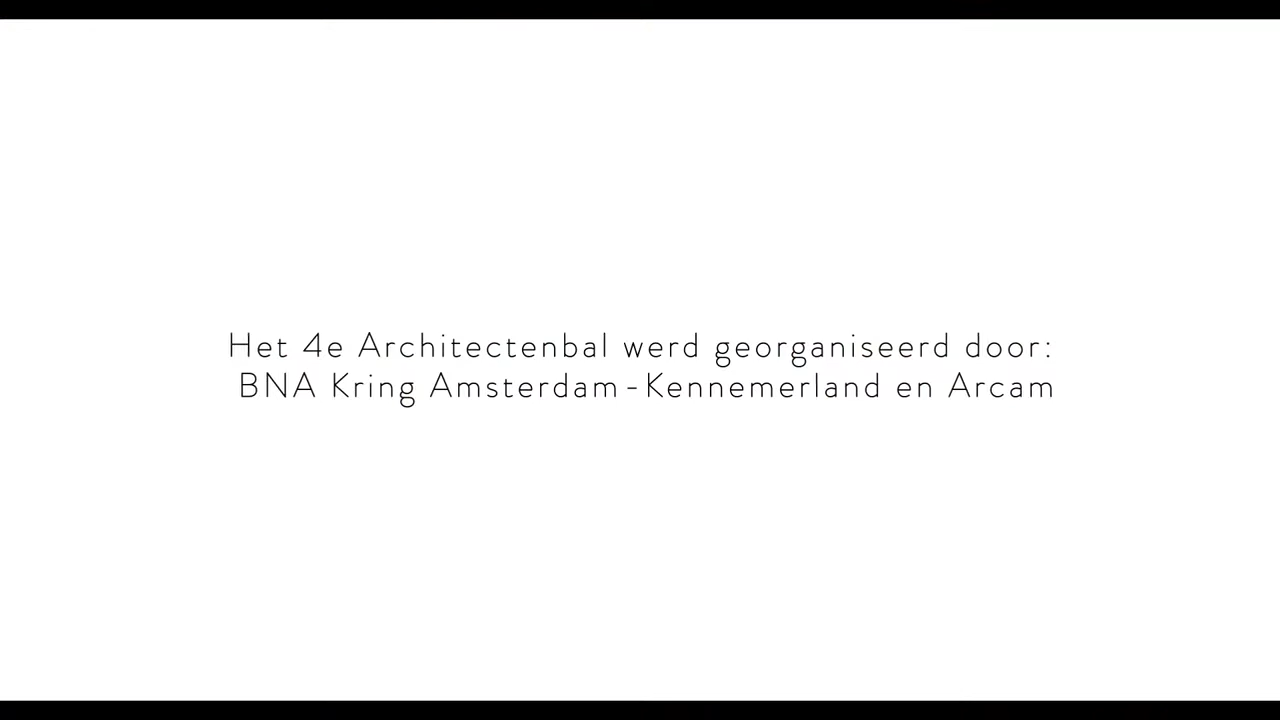 Het 4e Architectenbal werd georganiseerd door:
BNA Kring Amsterdam-Kennemerland en Arcam